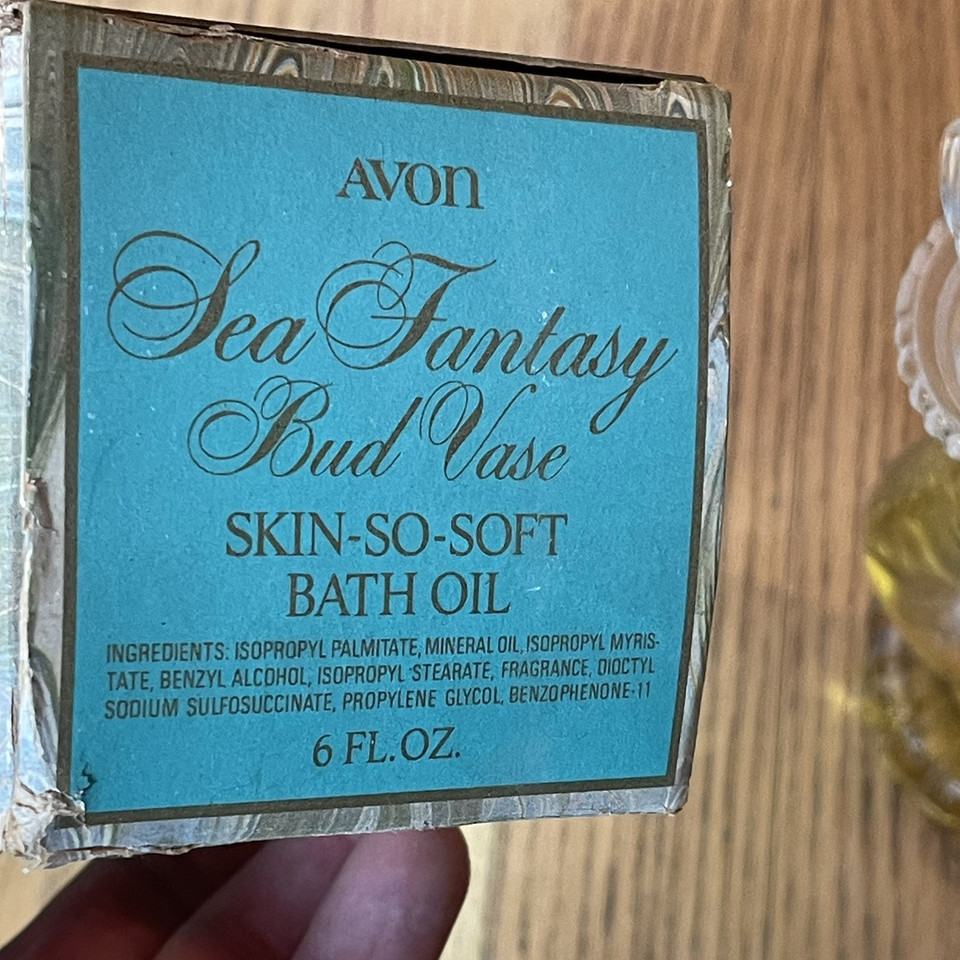 AVON
Sea Fantasy
Bud Vase
SKIN-SO-SOFT
BATH OIL
INGREDIENTS: ISOPROPYL PALMITATE, MINERAL OIL, ISOPROPYL MYRIS-
TATE, BENZYL ALCOHOL, ISOPROPYL STEARATE, FRAGRANCE, DIOCTYL
SODIUM SULFOSUCCINATE, PROPYLENE GLYCOL, BENZOPHENONE-11
6 FL. OZ.